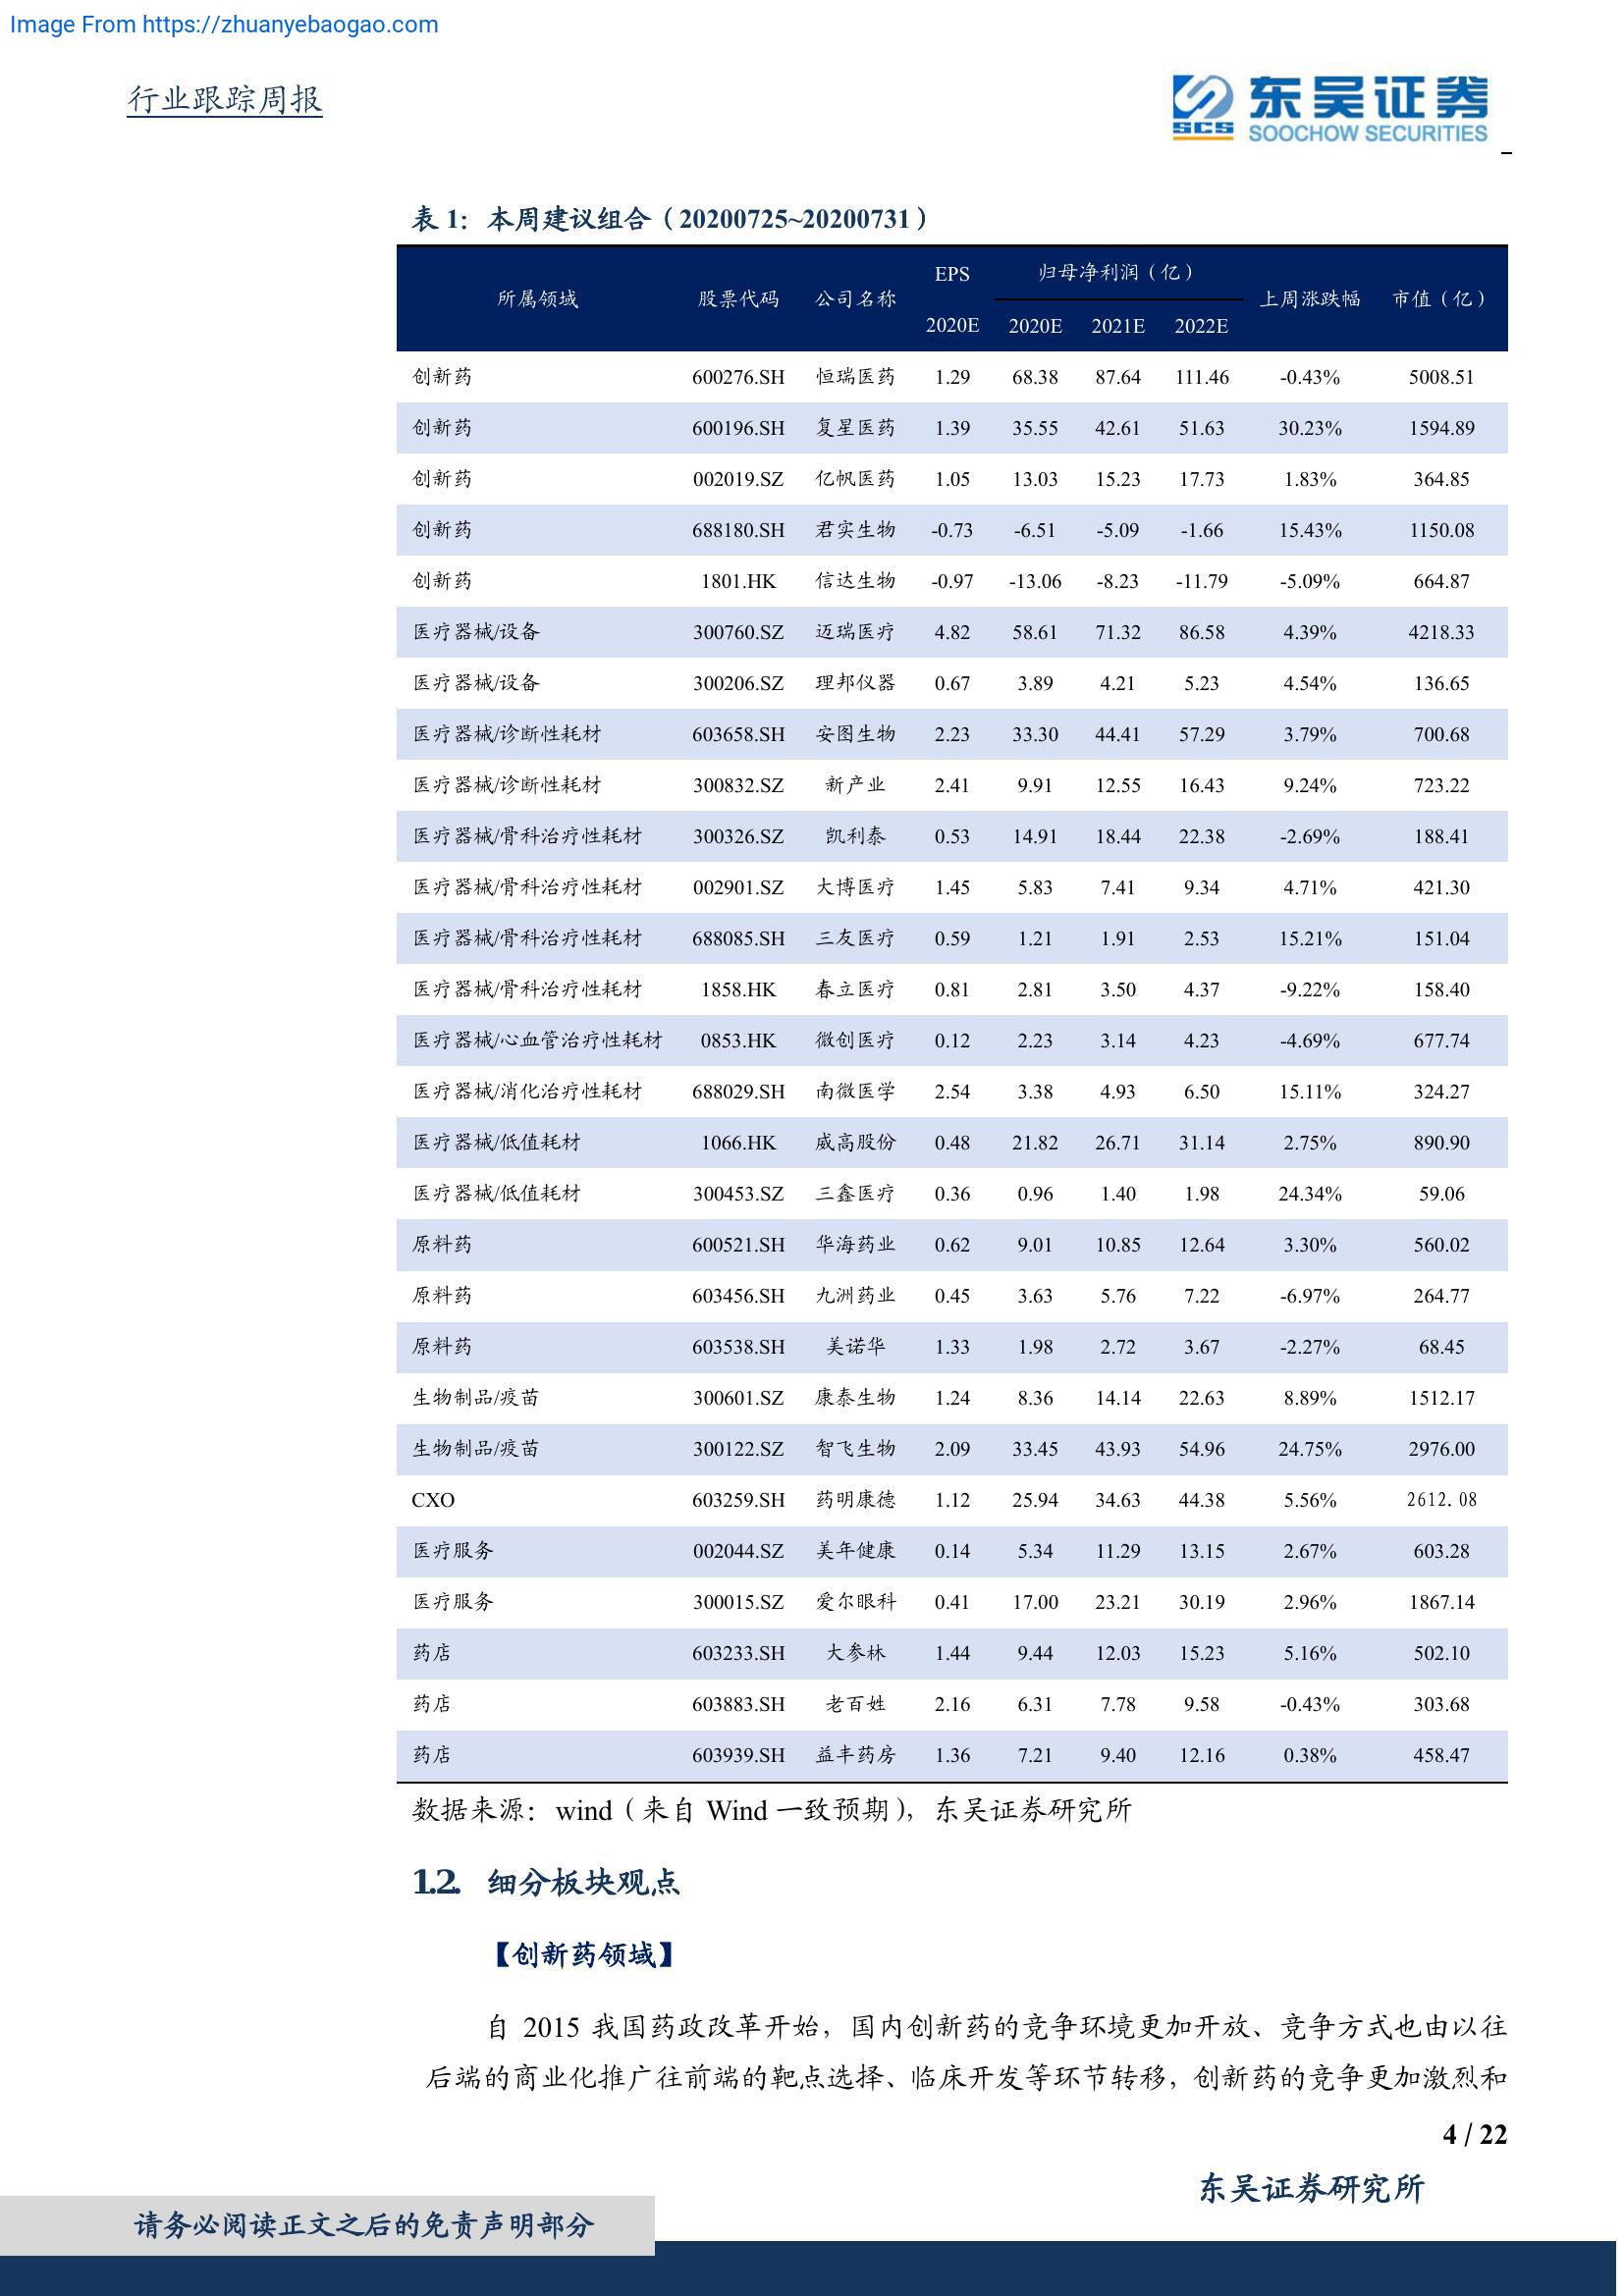 Image From https://zhuanyebaogao.com
行业跟踪周报
SCS 东吴证券
SOOCHOW SECURITIES
表 1：本周建议组合（20200725~20200731）
所属领域 股票代码 公司名称 EPS 归母净利润（亿） 上周涨跌幅 市值（亿）
2020E 2020E 2021E 2022E
创新药 600276.SH 恒瑞医药 1.29 68.38 87.64 111.46 -0.43% 5008.51
创新药 600196.SH 复星医药 1.39 35.55 42.61 51.63 30.23% 1594.89
创新药 002019.SZ 亿帆医药 1.05 13.03 15.23 17.73 1.83% 364.85
创新药 688180.SH 君实生物 -0.73 -6.51 -5.09 -1.66 15.43% 1150.08
创新药 1801.HK 信达生物 -0.97 -13.06 -8.23 -11.79 -5.09% 664.87
医疗器械/设备 300760.SZ 迈瑞医疗 4.82 58.61 71.32 86.58 4.39% 4218.33
医疗器械/设备 300206.SZ 理邦仪器 0.67 3.89 4.21 5.23 4.54% 136.65
医疗器械/诊断性耗材 603658.SH 安图生物 2.23 33.30 44.41 57.29 3.79% 700.68
医疗器械/诊断性耗材 300832.SZ 新产业 2.41 9.91 12.55 16.43 9.24% 723.22
医疗器械/骨科治疗性耗材 300326.SZ 凯利泰 0.53 14.91 18.44 22.38 -2.69% 188.41
医疗器械/骨科治疗性耗材 002901.SZ 大博医疗 1.45 5.83 7.41 9.34 4.71% 421.30
医疗器械/骨科治疗性耗材 688085.SH 三友医疗 0.59 1.21 1.91 2.53 15.21% 151.04
医疗器械/骨科治疗性耗材 1858.HK 春立医疗 0.81 2.81 3.50 4.37 -9.22% 158.40
医疗器械/心血管治疗性耗材 0853.HK 微创医疗 0.12 2.23 3.14 4.23 -4.69% 677.74
医疗器械/消化治疗性耗材 688029.SH 南微医学 2.54 3.38 4.93 6.50 15.11% 324.27
医疗器械/低值耗材 1066.HK 威高股份 0.48 21.82 26.71 31.14 2.75% 890.90
医疗器械/低值耗材 300453.SZ 三鑫医疗 0.36 0.96 1.40 1.98 24.34% 59.06
原料药 600521.SH 华海药业 0.62 9.01 10.85 12.64 3.30% 560.02
原料药 603456.SH 九洲药业 0.45 3.63 5.76 7.22 -6.97% 264.77
原料药 603538.SH 美诺华 1.33 1.98 2.72 3.67 -2.27% 68.45
生物制品/疫苗 300601.SZ 康泰生物 1.24 8.36 14.14 22.63 8.89% 1512.17
生物制品/疫苗 300122.SZ 智飞生物 2.09 33.45 43.93 54.96 24.75% 2976.00
CXO 603259.SH 药明康德 1.12 25.94 34.63 44.38 5.56% 2612.08
医疗服务 002044.SZ 美年健康 0.14 5.34 11.29 13.15 2.67% 603.28
医疗服务 300015.SZ 爱尔眼科 0.41 17.00 23.21 30.19 2.96% 1867.14
药店 603233.SH 大参林 1.44 9.44 12.03 15.23 5.16% 502.10
药店 603883.SH 老百姓 2.16 6.31 7.78 9.58 -0.43% 303.68
药店 603939.SH 益丰药房 1.36 7.21 9.40 12.16 0.38% 458.47
数据来源：wind（来自 Wind 一致预期），东吴证券研究所
1.2. 细分板块观点
【创新药领域】
自 2015 我国药政改革开始，国内创新药的竞争环境更加开放、竞争方式也由以往
后端的商业化推广往前端的靶点选择、临床开发等环节转移，创新药的竞争更加激烈和
4 / 22
东吴证券研究所
请务必阅读正文之后的免责声明部分